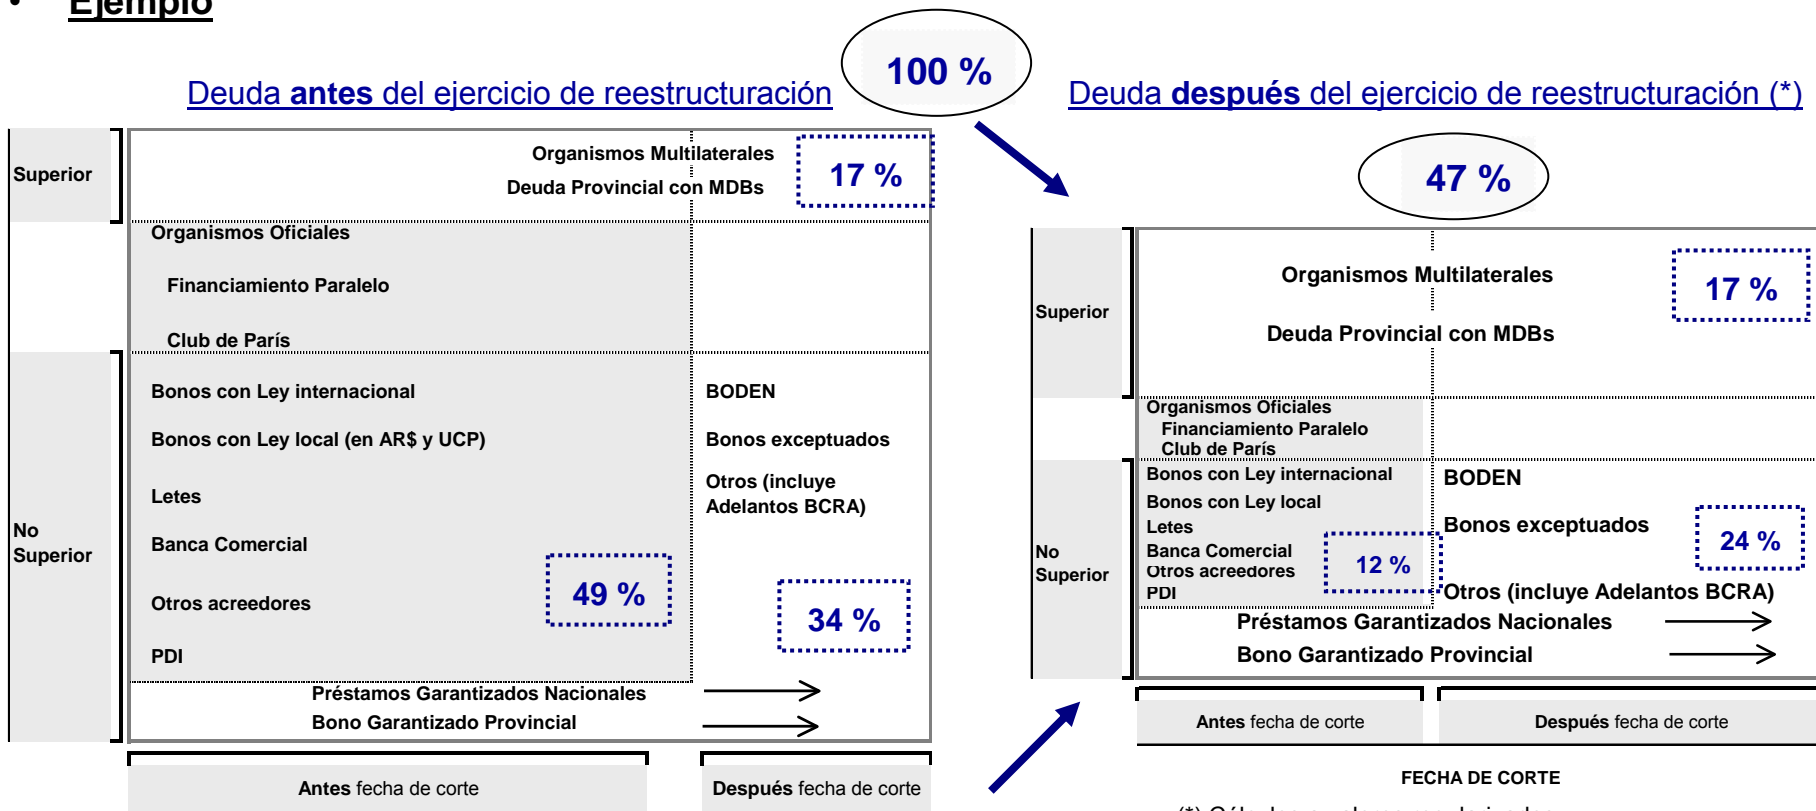 • Ejemplo
100 %
Deuda antes del ejercicio de reestructuración
Deuda después del ejercicio de reestructuración (*)
Superior
Organismos Multilaterales
Deuda Provincial con MDBs
17 %
Organismos Oficiales
Financiamiento Paralelo
Club de París
No
Superior
Bonos con Ley internacional
Bonos con Ley local (en AR$ y UCP)
Letes
Banca Comercial
Otros acreedores
PDI
49 %
BODEN
Bonos exceptuados
Otros (incluye
Adelantos BCRA)
34 %
Préstamos Garantizados Nacionales
Bono Garantizado Provincial
Antes fecha de corte
Después fecha de corte
47 %
Superior
Organismos Multilaterales
Deuda Provincial con MDBs
17 %
Organismos Oficiales
Financiamiento Paralelo
Club de París
No
Superior
Bonos con Ley internacional
Bonos con Ley local
Letes
Banca Comercial
Otros acreedores
PDI
12 %
BODEN
Bonos exceptuados
24 %
Otros (incluye Adelantos BCRA)
Préstamos Garantizados Nacionales
Bono Garantizado Provincial
Antes fecha de corte
Después fecha de corte
FECHA DE CORTE